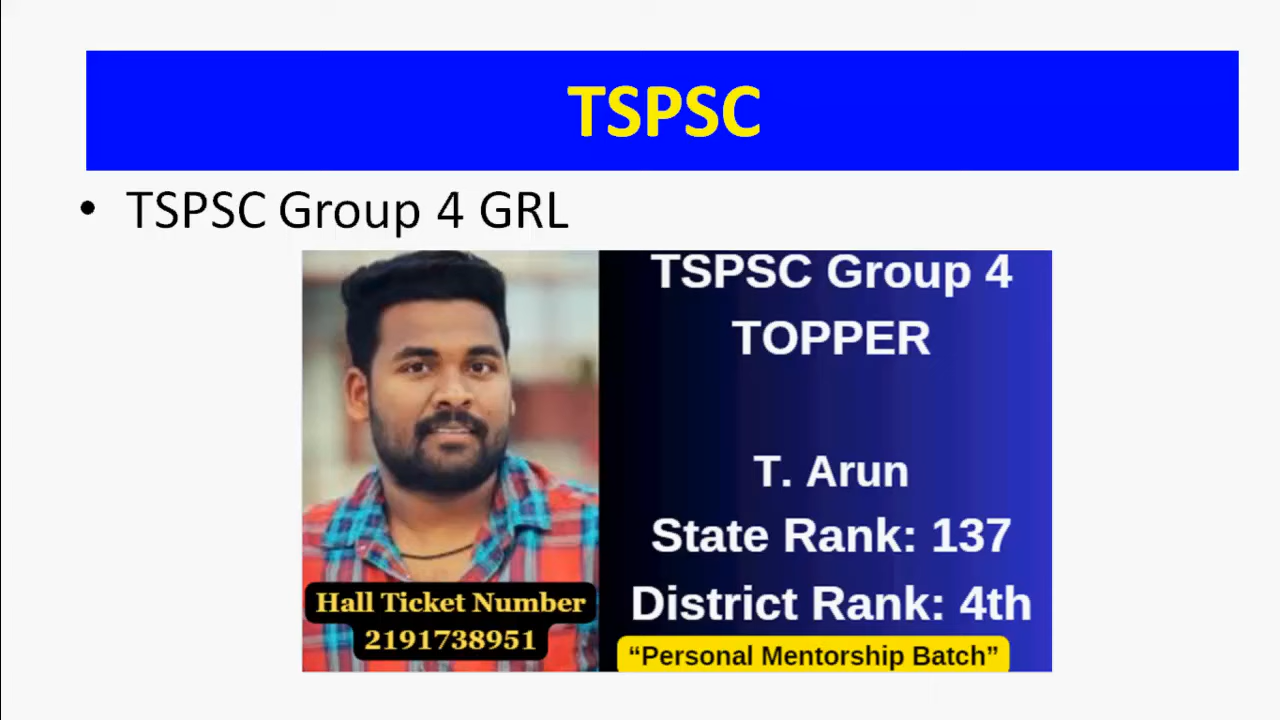 TSPSC
• TSPSC Group 4 GRL
TSPSC Group 4
TOPPER
T. Arun
State Rank: 137
District Rank: 4th
“Personal Mentorship Batch”
Hall Ticket Number
2191738951